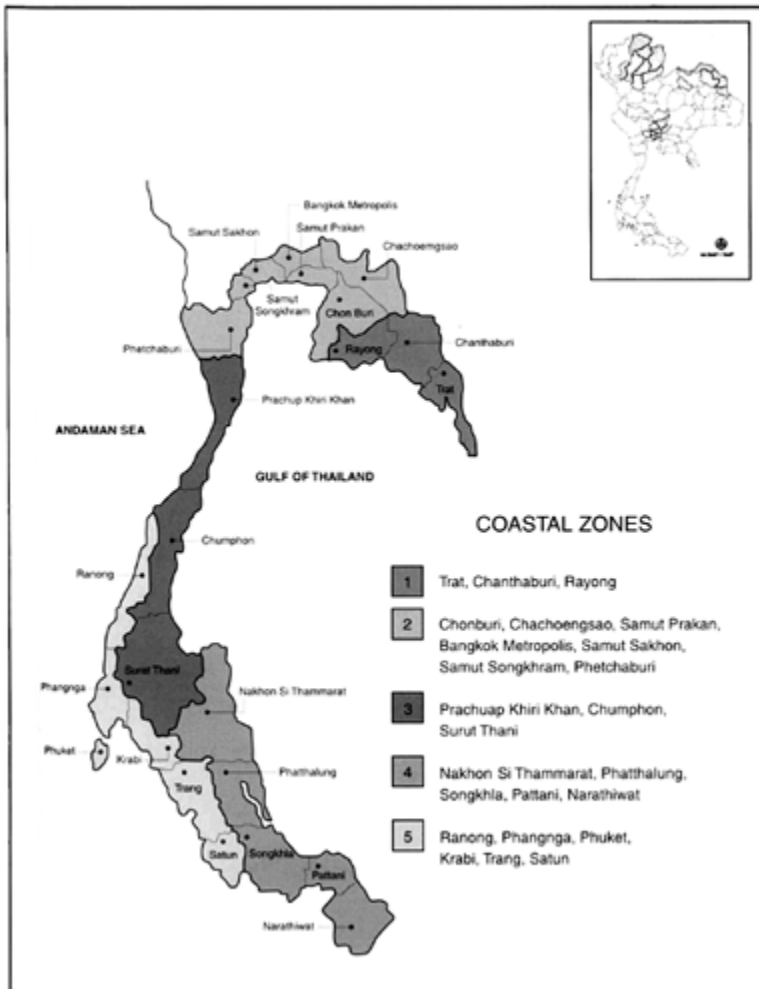 Bangkok Metropolis
Samut Prakan
Samut Sakhon
Chachoemgsao
Samut
Songkhram
Chon Buri
Phetchaburi
Rayong
Chanthaburi
Trat
Prachup Khiri Khan
ANDAMAN SEA
GULF OF THAILAND
COASTAL ZONES
Chumphon
Ranong
1 Trat, Chanthaburi, Rayong
2 Chonburi, Chachoengsao, Samut Prakan,
Bangkok Metropolis, Samut Sakhon,
Samut Songkhram, Phetchaburi
Surut Thani
Phangnga
Nakhon Si Thammarat
3 Prachuap Khiri Khan, Chumphon,
Surut Thani
Phuket
Krabi
Phatthalung
Trang
4 Nakhon Si Thammarat, Phatthalung,
Songkhla, Pattani, Narathiwat
5 Ranong, Phangnga, Phuket,
Krabi, Trang, Satun
Satun
Songkhla
Pattani
Narathiwat